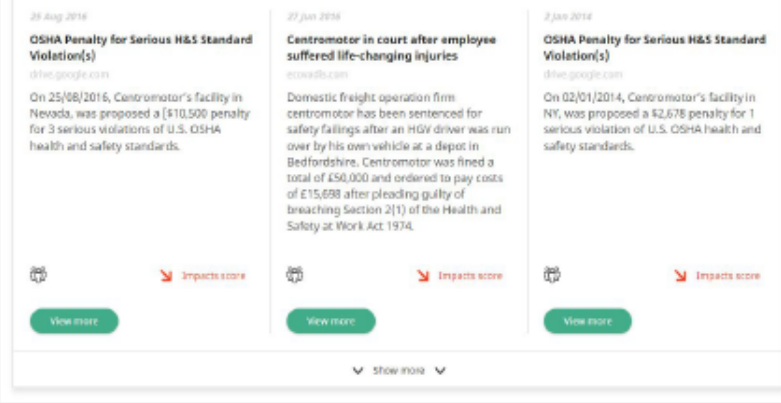 25 Aug 2016
OSHA Penalty for Serious H&S Standard
Violation(s)
drive.google.com
On 25/08/2016, Centromotor's facility in
Nevada, was proposed a [$10,500 penalty
for 3 serious violations of U.S. OSHA
health and safety standards.
Impacts score
View more
27 Jun 2016
Centromotor in court after employee
suffered life-changing injuries
ecovadis.com
Domestic freight operation firm
centromotor has been sentenced for
safety failings after an HGV driver was run
over by his own vehicle at a depot in
Bedfordshire. Centromotor was fined a
total of £50,000 and ordered to pay costs
of £15,698 after pleading guilty of
breaching Section 2(1) of the Health and
Safety at Work Act 1974.
Impacts score
View more
2 Jan 2014
OSHA Penalty for Serious H&S Standard
Violation(s)
drive.google.com
On 02/01/2014, Centromotor's facility in
NY, was proposed a $2,678 penalty for 1
serious violation of U.S. OSHA health and
safety standards.
Impacts score
View more
Show more